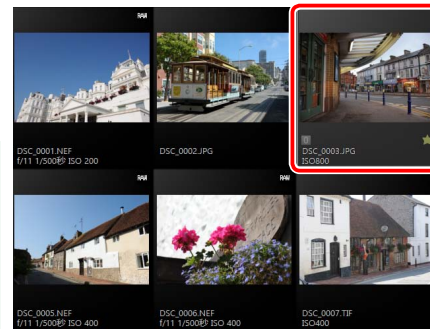 RAW
DSC_0001.NEF
f/11 1/500秒 ISO 200
DSC_0002.JPG
0
DSC_0003.JPG
ISO800
RAW
DSC_0005.NEF
f/11 1/500秒 ISO 400
RAW
DSC_0006.NEF
f/11 1/500秒 ISO 400
DSC_0007.TIF
ISO400